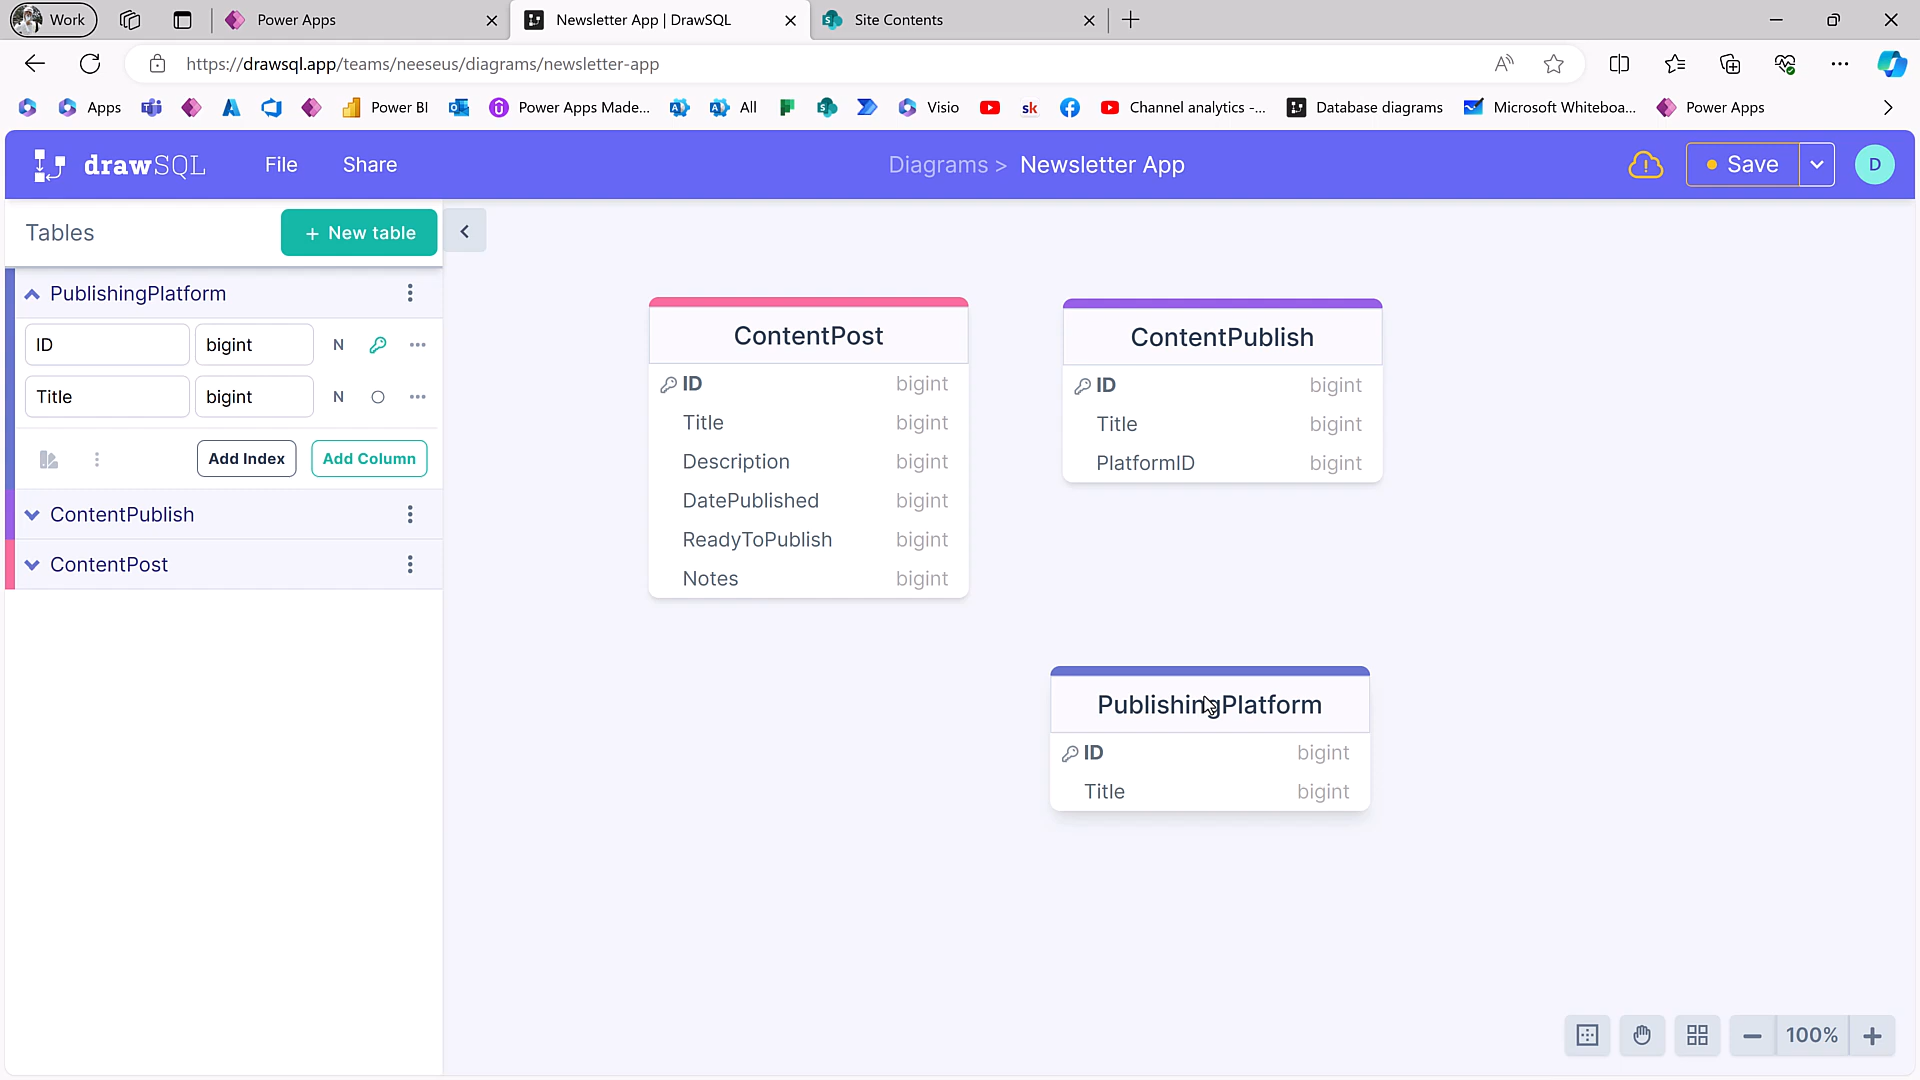 Work
Power Apps
Newsletter App | DrawSQL
Site Contents
https://drawsql.app/teams/neeseus/diagrams/newsletter-app
Apps
Power BI
Power Apps Made...
All
Visio
sk
Channel analytics -...
Database diagrams
Microsoft Whiteboa...
Power Apps
drawSQL
File
Share
Diagrams >
Newsletter App
Save
D
Tables
+ New table
PublishingPlatform
ID bigint N
Title bigint N
Add Index
Add Column
ContentPublish
ContentPost
ContentPost
ID bigint
Title bigint
Description bigint
DatePublished bigint
ReadyToPublish bigint
Notes bigint
ContentPublish
ID bigint
Title bigint
PlatformID bigint
PublishingPlatform
ID bigint
Title bigint
100%